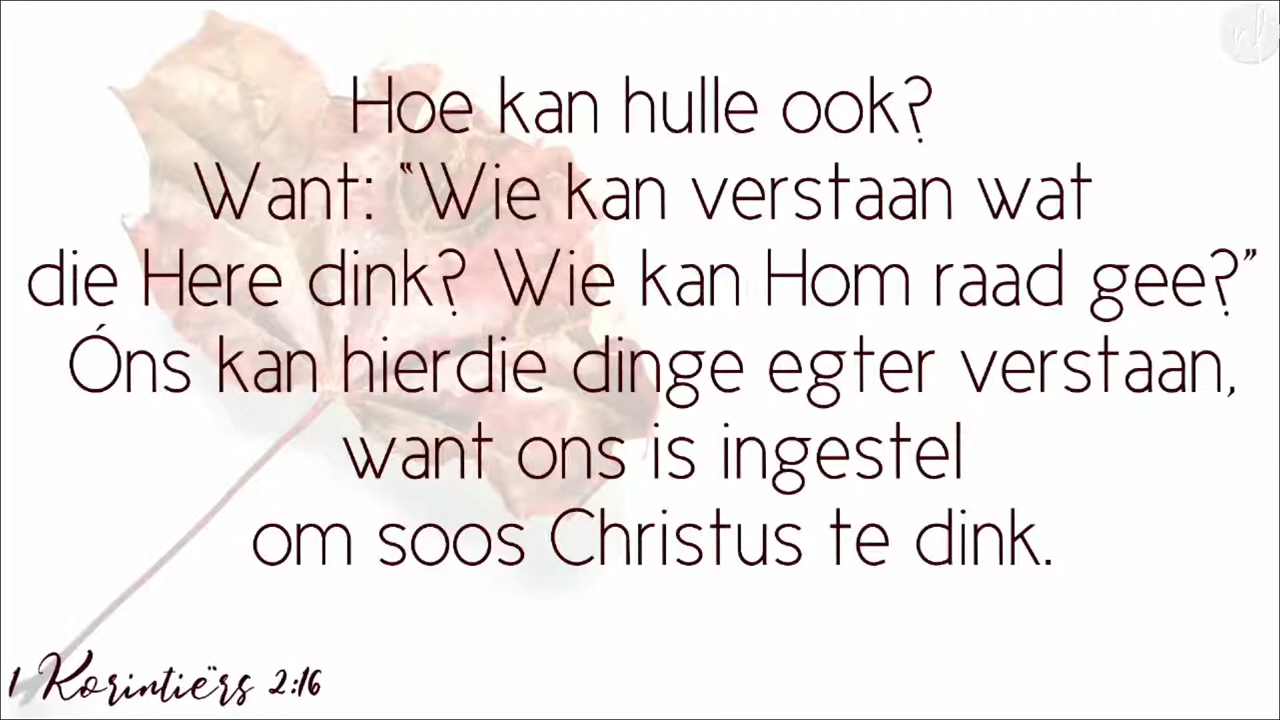 Hoe kan hulle ook?
Want: "Wie kan verstaan wat
die Here dink? Wie kan Hom raad gee?"
Óns kan hierdie dinge egter verstaan,
want ons is ingestel
om soos Christus te dink.
1 Korintiërs 2:16